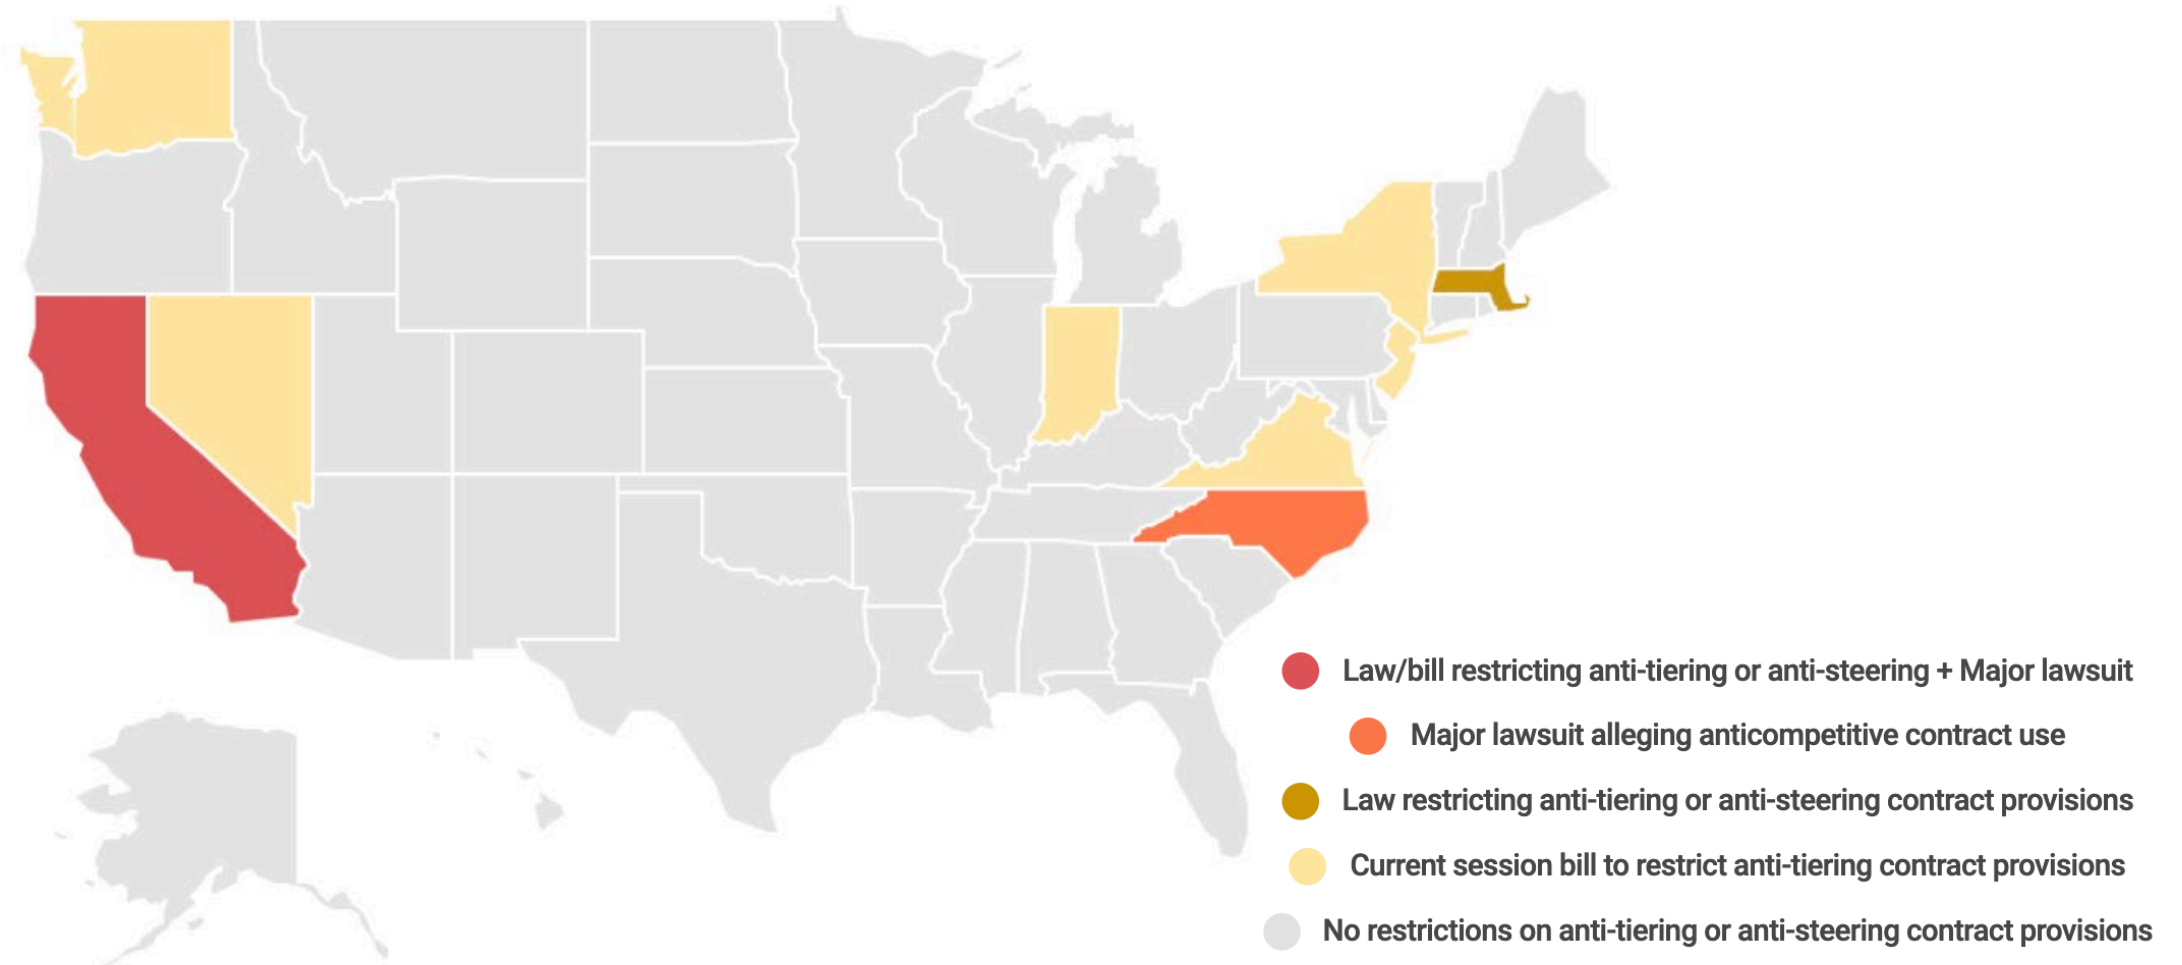 Law/bill restricting anti-tiering or anti-steering + Major lawsuit
Major lawsuit alleging anticompetitive contract use
Law restricting anti-tiering or anti-steering contract provisions
Current session bill to restrict anti-tiering contract provisions
No restrictions on anti-tiering or anti-steering contract provisions